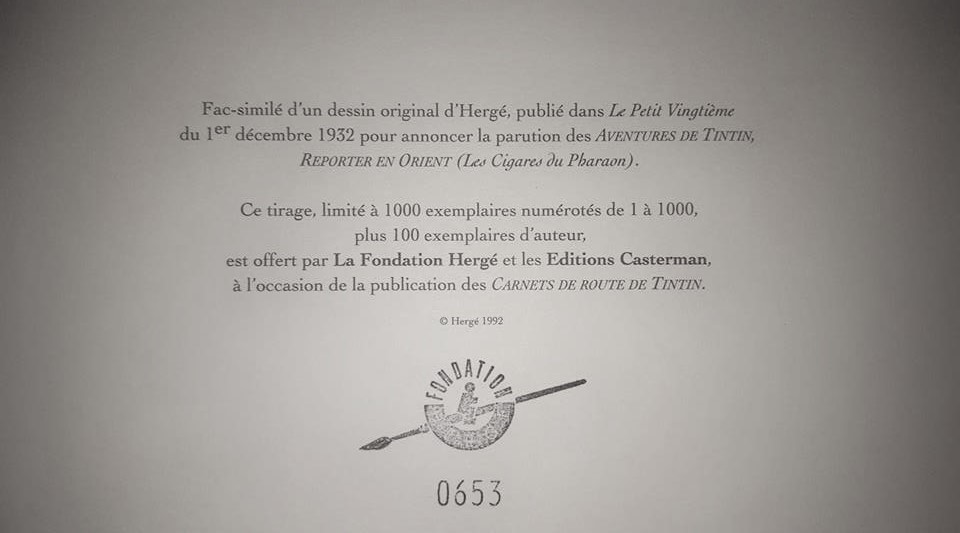 Fac-similé d'un dessin original d'Hergé, publié dans Le Petit Vingtième
du 1er décembre 1932 pour annoncer la parution des AVENTURES DE TINTIN,
REPORTER EN ORIENT (Les Cigares du Pharaon).
Ce tirage, limité à 1000 exemplaires numérotés de 1 à 1000,
plus 100 exemplaires d'auteur,
est offert par La Fondation Hergé et les Editions Casterman,
à l'occasion de la publication des CARNETS DE ROUTE DE TINTIN.
© Hergé 1992
FONDATION
0653